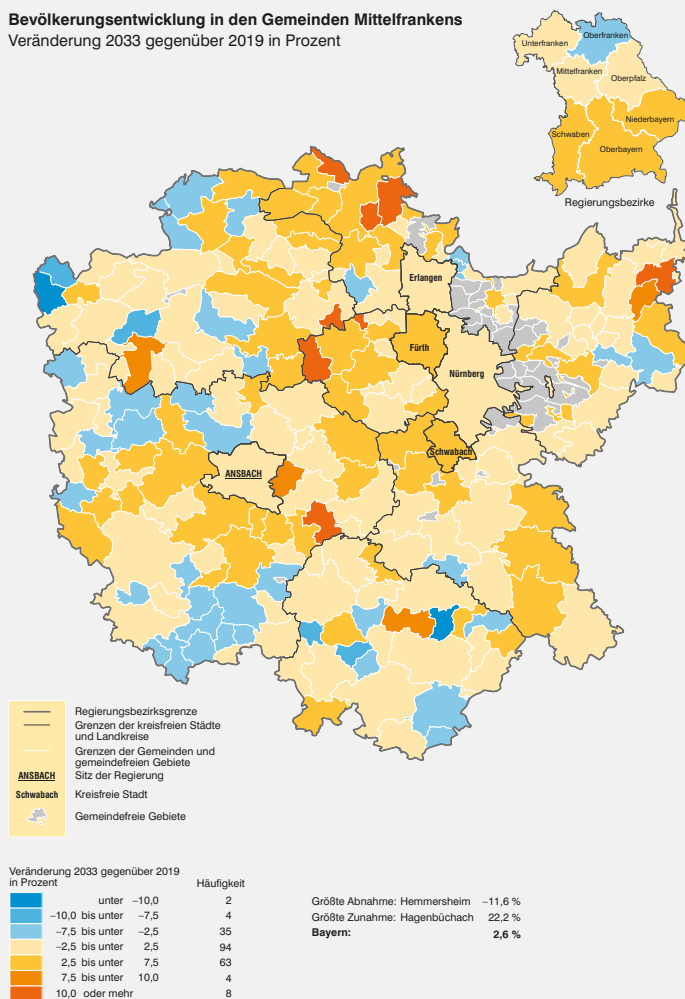 Bevölkerungsentwicklung in den Gemeinden Mittelfrankens
Veränderung 2033 gegenüber 2019 in Prozent
Unterfranken
Oberfranken
Mittelfranken
Oberpfalz
Niederbayern
Schwaben
Oberbayern
Regierungsbezirke
Erlangen
Fürth
Nürnberg
Schwabach
ANSBACH
Regierungsbezirksgrenze
Grenzen der kreisfreien Städte
und Landkreise
Grenzen der Gemeinden und
gemeindefreien Gebiete
ANSBACH Sitz der Regierung
Schwabach Kreisfreie Stadt
Gemeindefreie Gebiete
Veränderung 2033 gegenüber 2019
in Prozent Häufigkeit
unter −10,0 2
−10,0 bis unter −7,5 4
−7,5 bis unter −2,5 35
−2,5 bis unter 2,5 94
2,5 bis unter 7,5 63
7,5 bis unter 10,0 4
10,0 oder mehr 8
Größte Abnahme: Hemmersheim −11,6 %
Größte Zunahme: Hagenbüchach 22,2 %
Bayern: 2,6 %